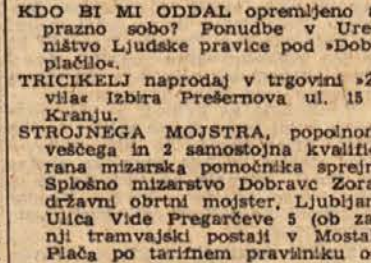 KDO BI MI ODDAL opremljeno a
prazno sobo? Ponudbe v Ure
ništvo Ljudske pravice pod »Dob
plačilo«.
TRICIKELJ naprodaj v trgovini »Ž
vila« Izbira Prešernova ul. 15
Kranju.
STROJNEGA MOJSTRA, popolnom
veščega in 2 samostojna kvalific
rana mizarska pomočnika sprejm
Splošno mizarstvo Dobravc Zora
državni obrtni mojster, Ljubljan
Ulica Vide Pregarčeve 5 (ob za
nji tramvajski postaji v Mosta
Plača po tarifnem pravilniku o